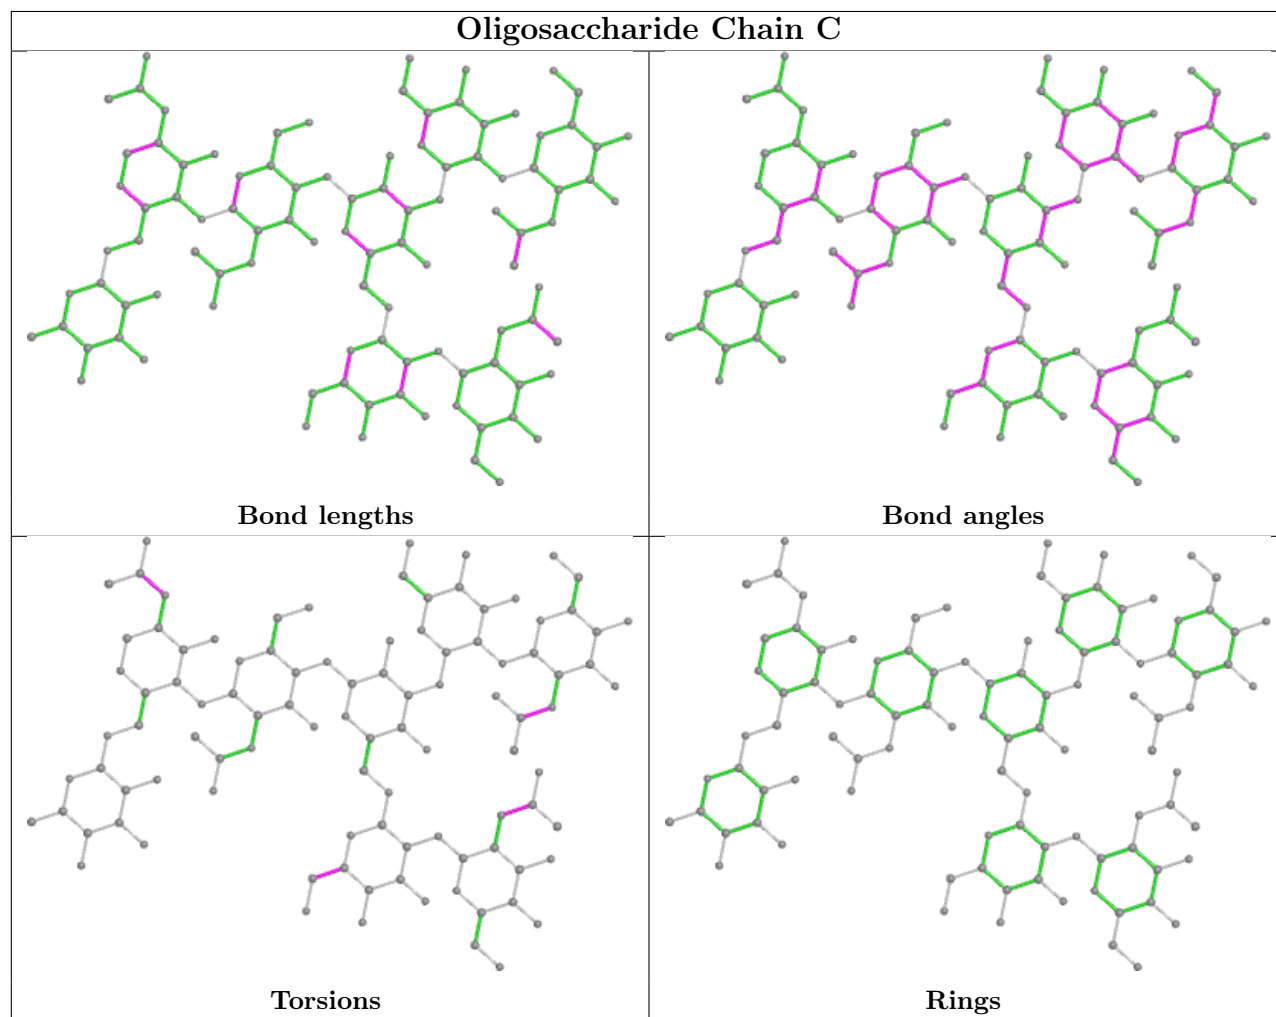 Oligosaccharide Chain C
Bond lengths
Bond angles
Torsions
Rings